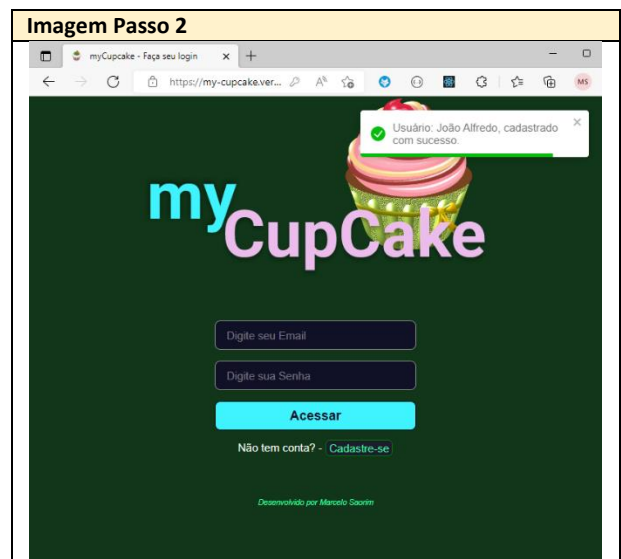 Imagem Passo 2
myCupcake - Faça seu login
https://my-cupcake.ver...
MS
Usuário: João Alfredo, cadastrado
com sucesso.
my
CupCake
Digite seu Email
Digite sua Senha
Acessar
Não tem conta? - Cadastre-se
Desenvolvido por Marcelo Saorim